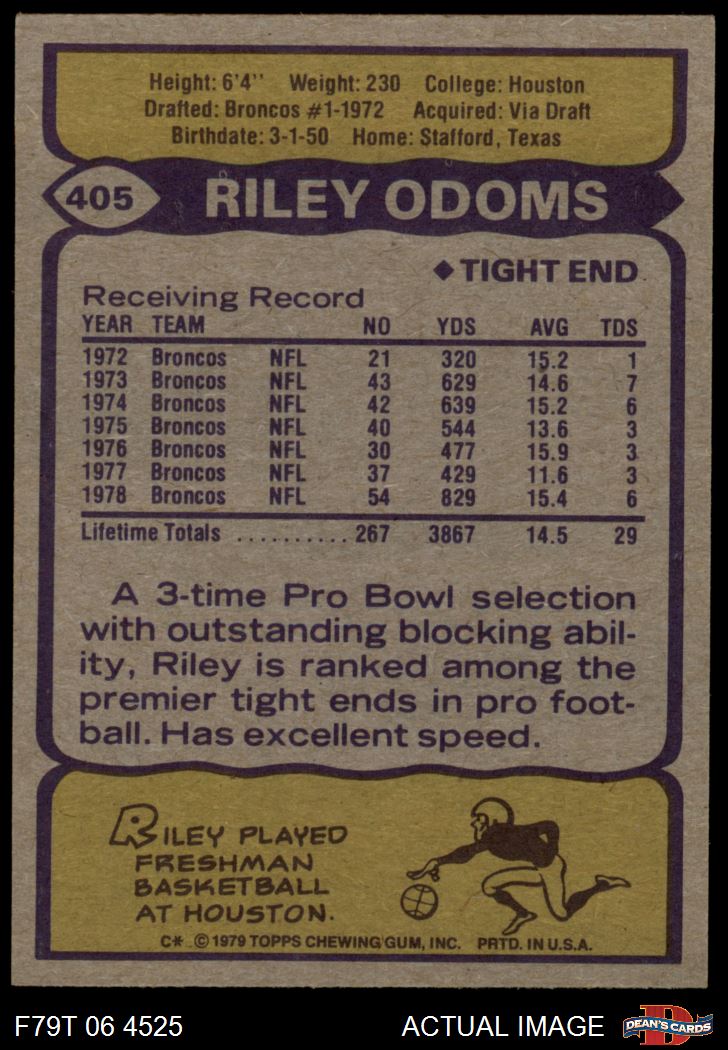 Height: 6'4'' Weight: 230 College: Houston
Drafted: Broncos #1-1972 Acquired: Via Draft
Birthdate: 3-1-50 Home: Stafford, Texas
405 RILEY ODOMS
◆ TIGHT END
Receiving Record
YEAR TEAM NO YDS AVG TDS
1972 Broncos NFL 21 320 15.2 1
1973 Broncos NFL 43 629 14.6 7
1974 Broncos NFL 42 639 15.2 6
1975 Broncos NFL 40 544 13.6 3
1976 Broncos NFL 30 477 15.9 3
1977 Broncos NFL 37 429 11.6 3
1978 Broncos NFL 54 829 15.4 6
Lifetime Totals .......... 267 3867 14.5 29
A 3-time Pro Bowl selection
with outstanding blocking abil-
ity, Riley is ranked among the
premier tight ends in pro foot-
ball. Has excellent speed.
RILEY PLAYED
FRESHMAN
BASKETBALL
AT HOUSTON.
C* © 1979 TOPPS CHEWING GUM, INC. PRTD. IN U.S.A.
F79T 06 4525 ACTUAL IMAGE
D
DEAN'S CARDS